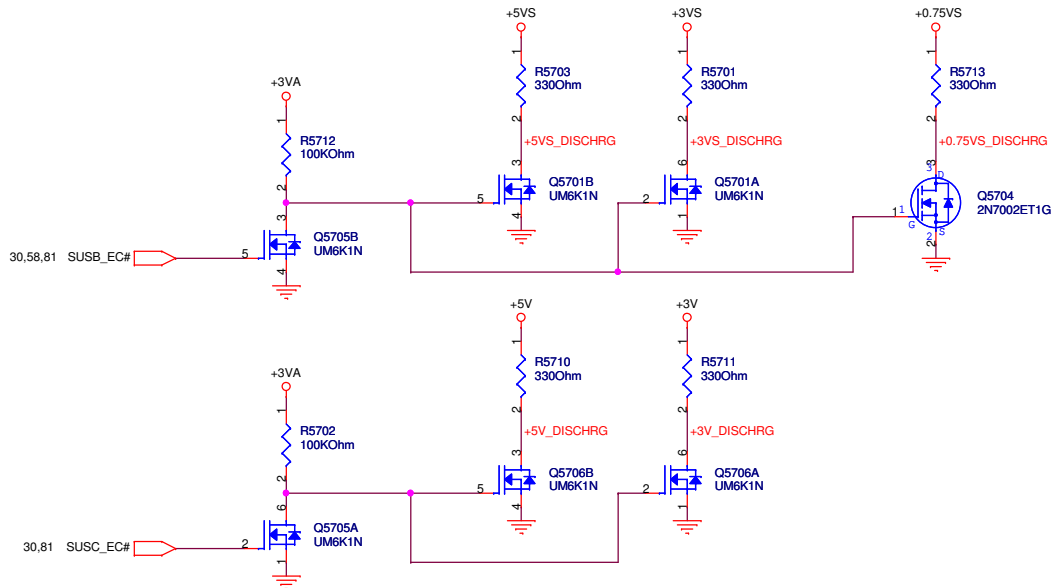 +5VS
+3VS
+0.75VS
1
R5703
330Ohm
2
1
R5701
330Ohm
2
1
R5713
330Ohm
2
+3VA
1
R5712
100KOhm
2
+5VS_DISCHRG
+3VS_DISCHRG
+0.75VS_DISCHRG
3
5
4
Q5701B
UM6K1N
6
2
1
Q5701A
UM6K1N
3
3
D
1
1
G
2
S
2
Q5704
2N7002ET1G
30,58,81 SUSB_EC#
3
5
4
Q5705B
UM6K1N
+5V
+3V
1
R5710
330Ohm
2
1
R5711
330Ohm
2
+3VA
1
R5702
100KOhm
2
+5V_DISCHRG
+3V_DISCHRG
3
5
4
Q5706B
UM6K1N
6
2
1
Q5706A
UM6K1N
30,81 SUSC_EC#
6
2
1
Q5705A
UM6K1N